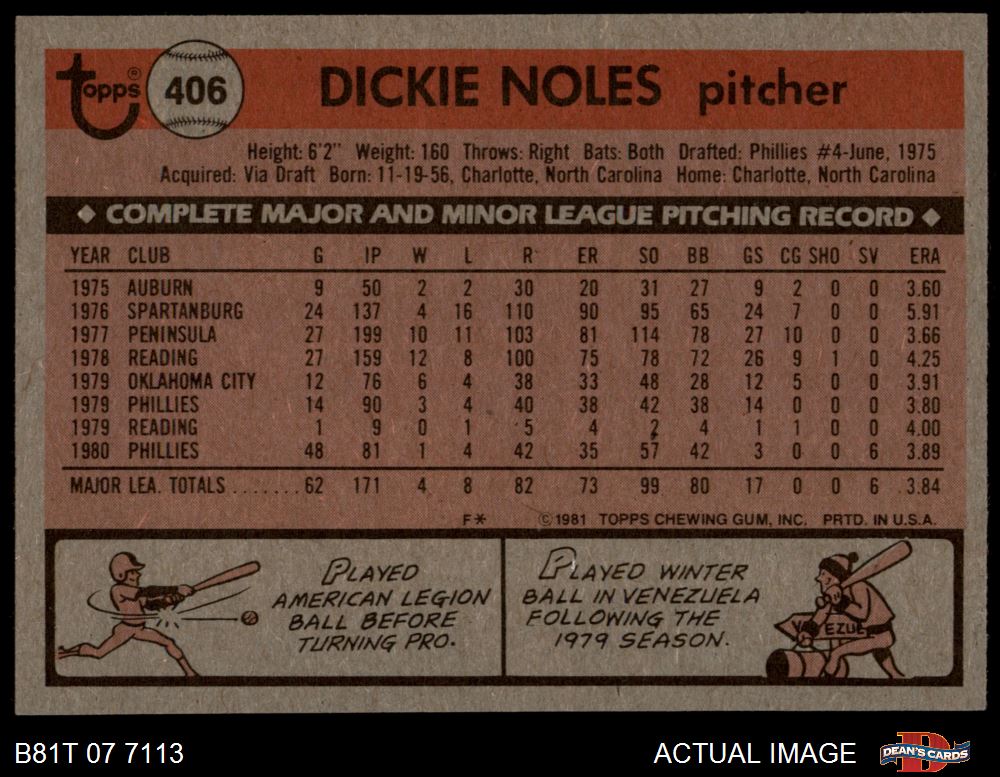 Topps® 406 DICKIE NOLES pitcher
Height: 6'2" Weight: 160 Throws: Right Bats: Both Drafted: Phillies #4-June, 1975
Acquired: Via Draft Born: 11-19-56, Charlotte, North Carolina Home: Charlotte, North Carolina
◆ COMPLETE MAJOR AND MINOR LEAGUE PITCHING RECORD ◆
YEAR CLUB G IP W L R ER SO BB GS CG SHO SV ERA
1975 AUBURN 9 50 2 2 30 20 31 27 9 2 0 0 3.60
1976 SPARTANBURG 24 137 4 16 110 90 95 65 24 7 0 0 5.91
1977 PENINSULA 27 199 10 11 103 81 114 78 27 10 0 0 3.66
1978 READING 27 159 12 8 100 75 78 72 26 9 1 0 4.25
1979 OKLAHOMA CITY 12 76 6 4 38 33 48 28 12 5 0 0 3.91
1979 PHILLIES 14 90 3 4 40 38 42 38 14 0 0 0 3.80
1979 READING 1 9 0 1 5 4 2 4 1 1 0 0 4.00
1980 PHILLIES 48 81 1 4 42 35 57 42 3 0 0 6 3.89
MAJOR LEA. TOTALS ....... 62 171 4 8 82 73 99 80 17 0 0 6 3.84
F* ©1981 TOPPS CHEWING GUM, INC. PRTD. IN U.S.A.
PLAYED
AMERICAN LEGION
BALL BEFORE
TURNING PRO.
PLAYED WINTER
BALL IN VENEZUELA
FOLLOWING THE
1979 SEASON.
B81T 07 7113 ACTUAL IMAGE DEAN'S CARDS